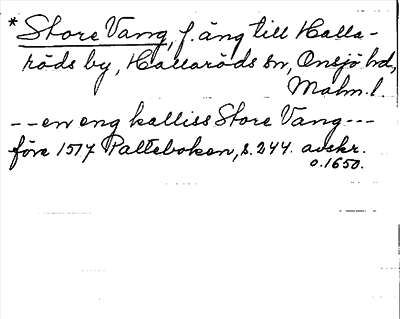 * Store Vang, f. äng till Halla-
röds by, Hallaröds sn, Onsjö hd,
Malm. l.
-- en eng kalliss Store Vang ---
före 1517 Palteboken, s. 244. avskr.
o. 1650.